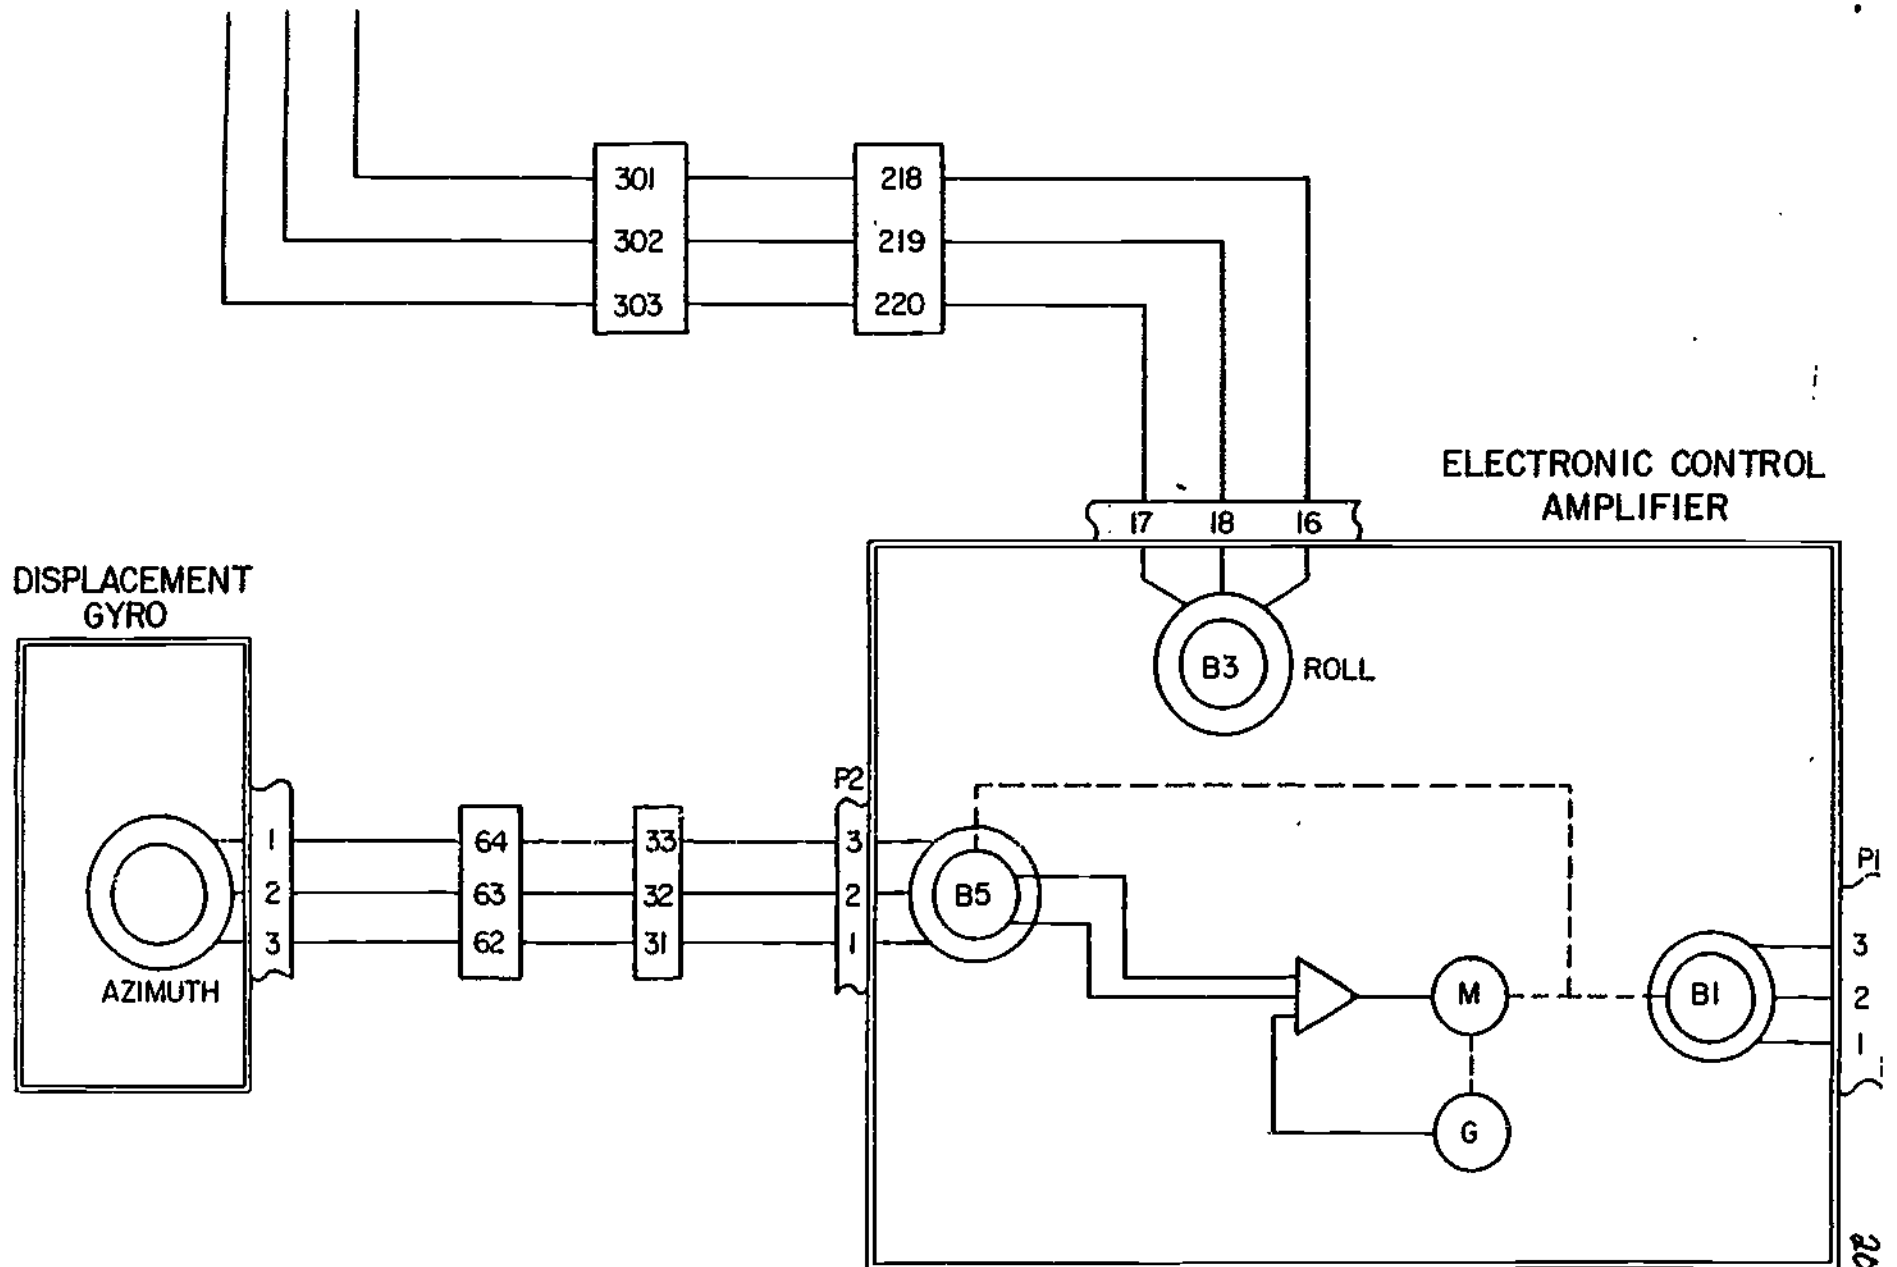 301 218
302 219
303 220
ELECTRONIC CONTROL
AMPLIFIER
17 18 16
DISPLACEMENT
GYRO
B3 ROLL
P2
1 64 33 3
P1
2 63 32 2 B5
3 62 31 1
3
AZIMUTH
M B1 2
1
G